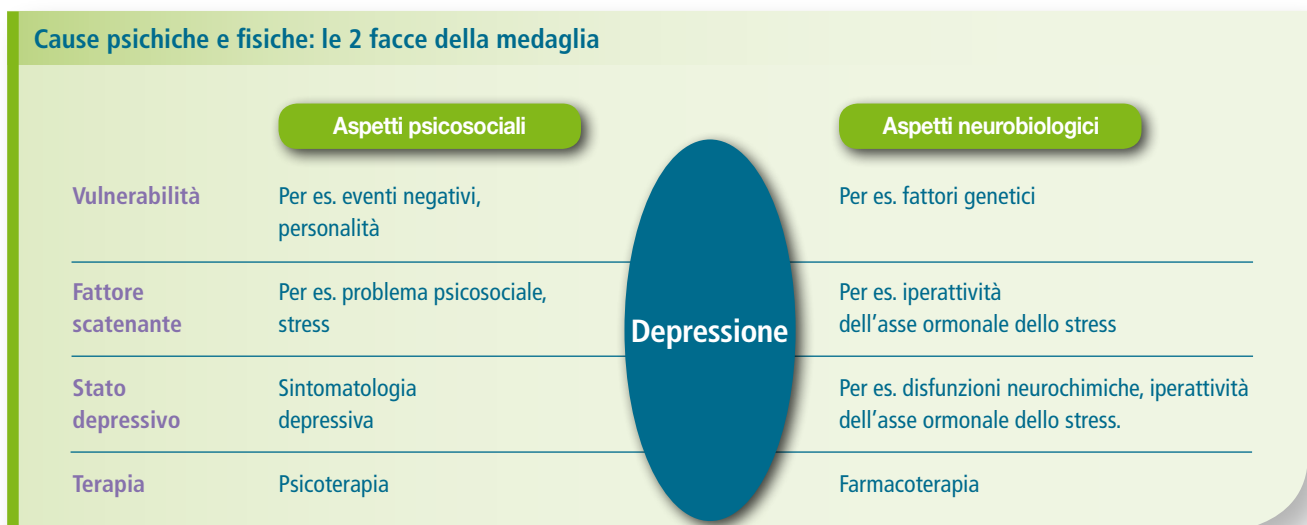 Cause psichiche e fisiche: le 2 facce della medaglia
Aspetti psicosociali
Aspetti neurobiologici
Vulnerabilità
Per es. eventi negativi,
personalità
Per es. fattori genetici
Fattore
scatenante
Per es. problema psicosociale,
stress
Depressione
Per es. iperattività
dell'asse ormonale dello stress
Stato
depressivo
Sintomatologia
depressiva
Per es. disfunzioni neurochimiche, iperattività
dell'asse ormonale dello stress.
Terapia
Psicoterapia
Farmacoterapia